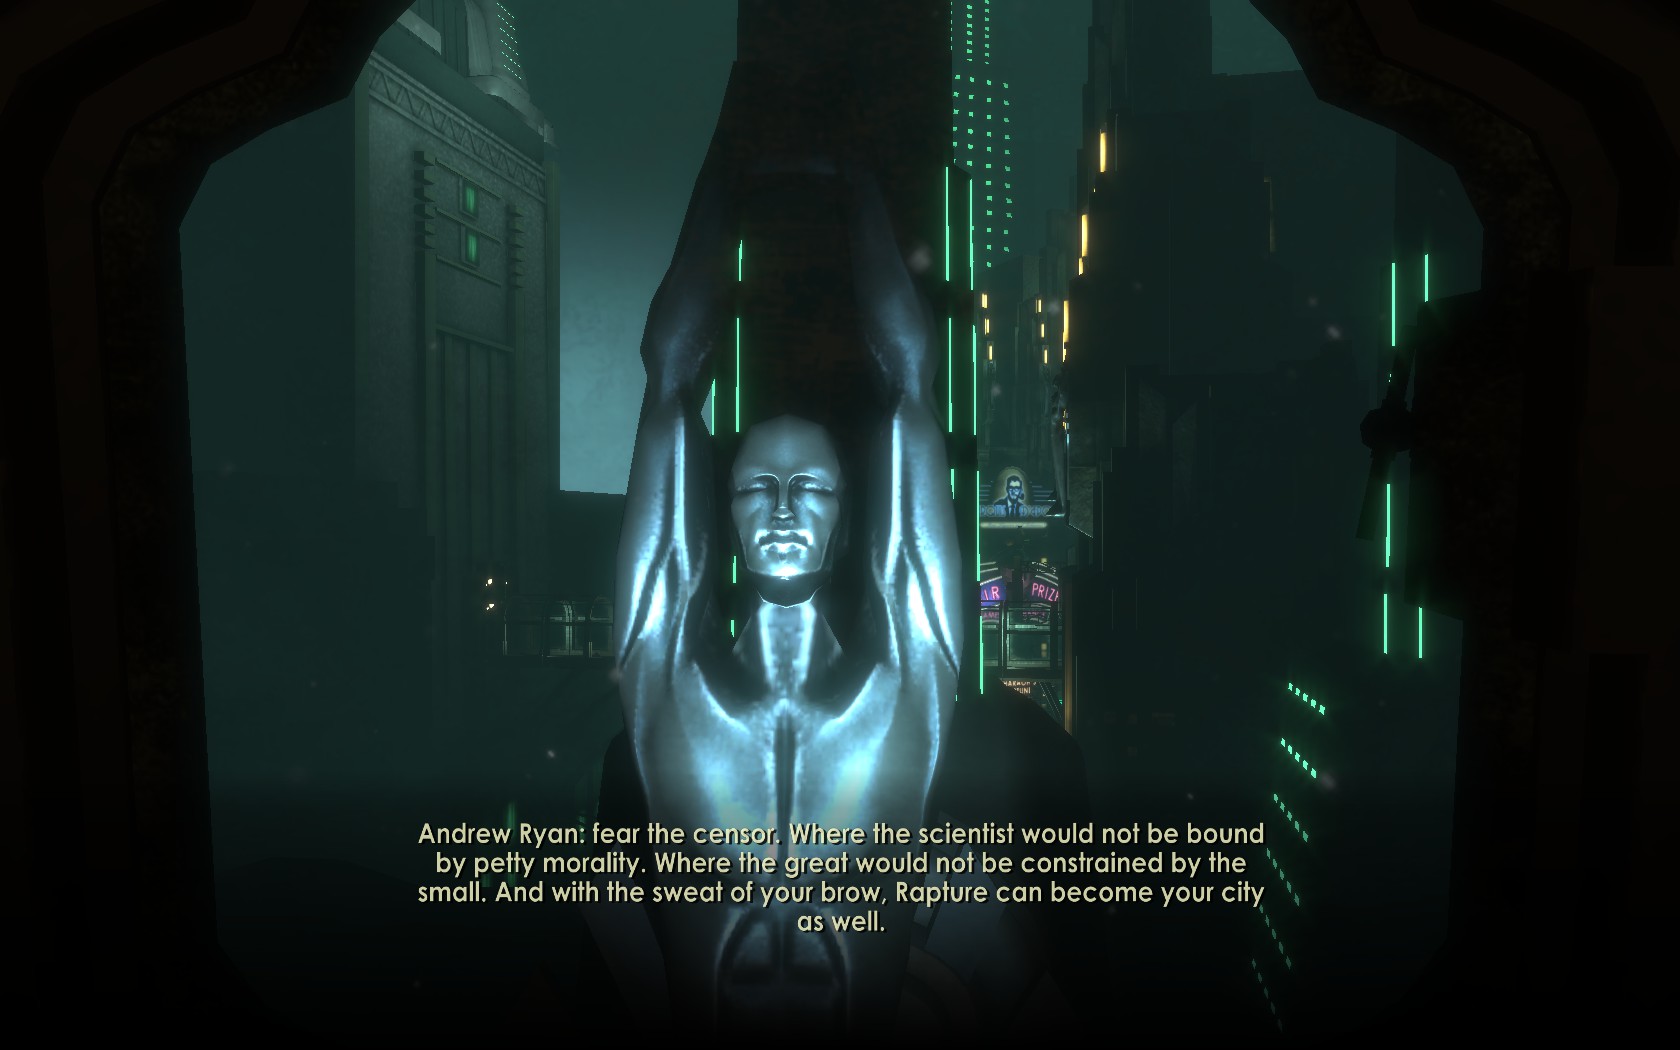 PRIZE
Andrew Ryan: fear the censor. Where the scientist would not be bound
by petty morality. Where the great would not be constrained by the
small. And with the sweat of your brow, Rapture can become your city
as well.